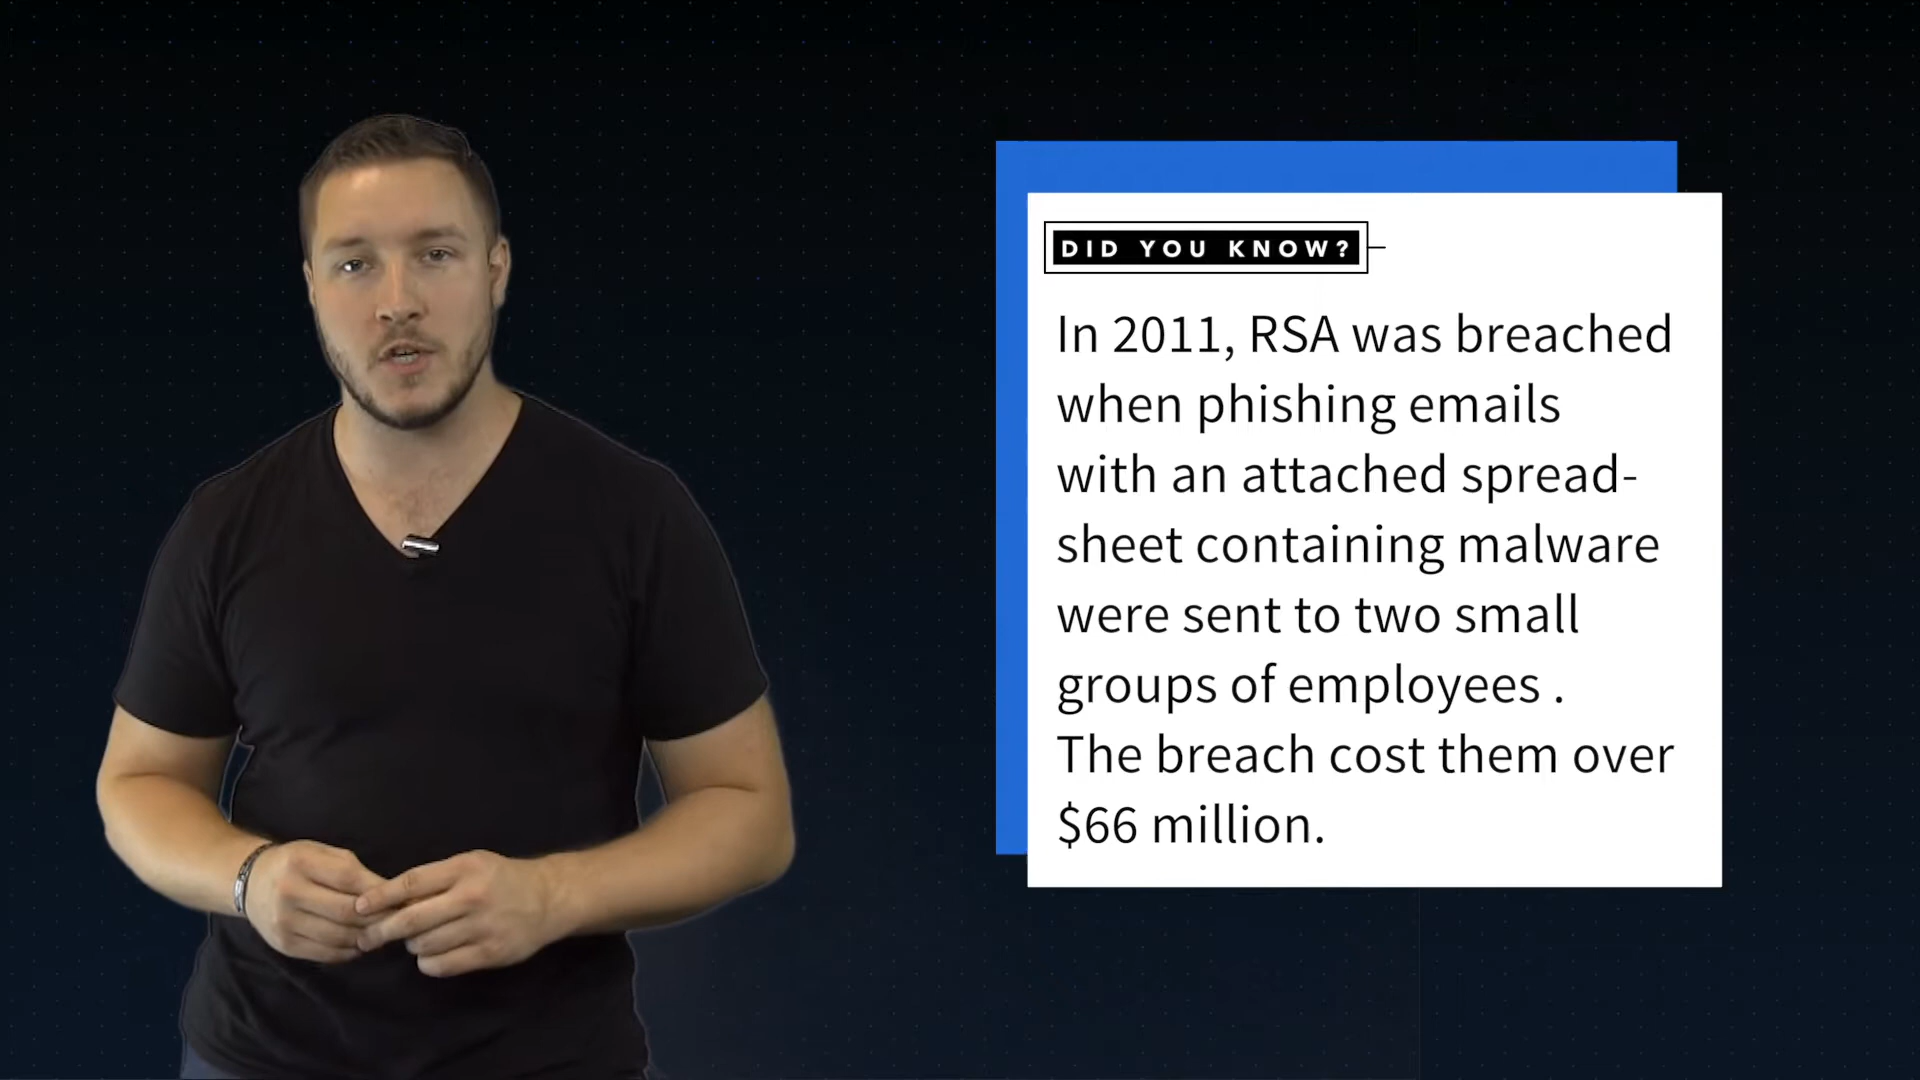 DID YOU KNOW?
In 2011, RSA was breached
when phishing emails
with an attached spread-
sheet containing malware
were sent to two small
groups of employees .
The breach cost them over
$66 million.